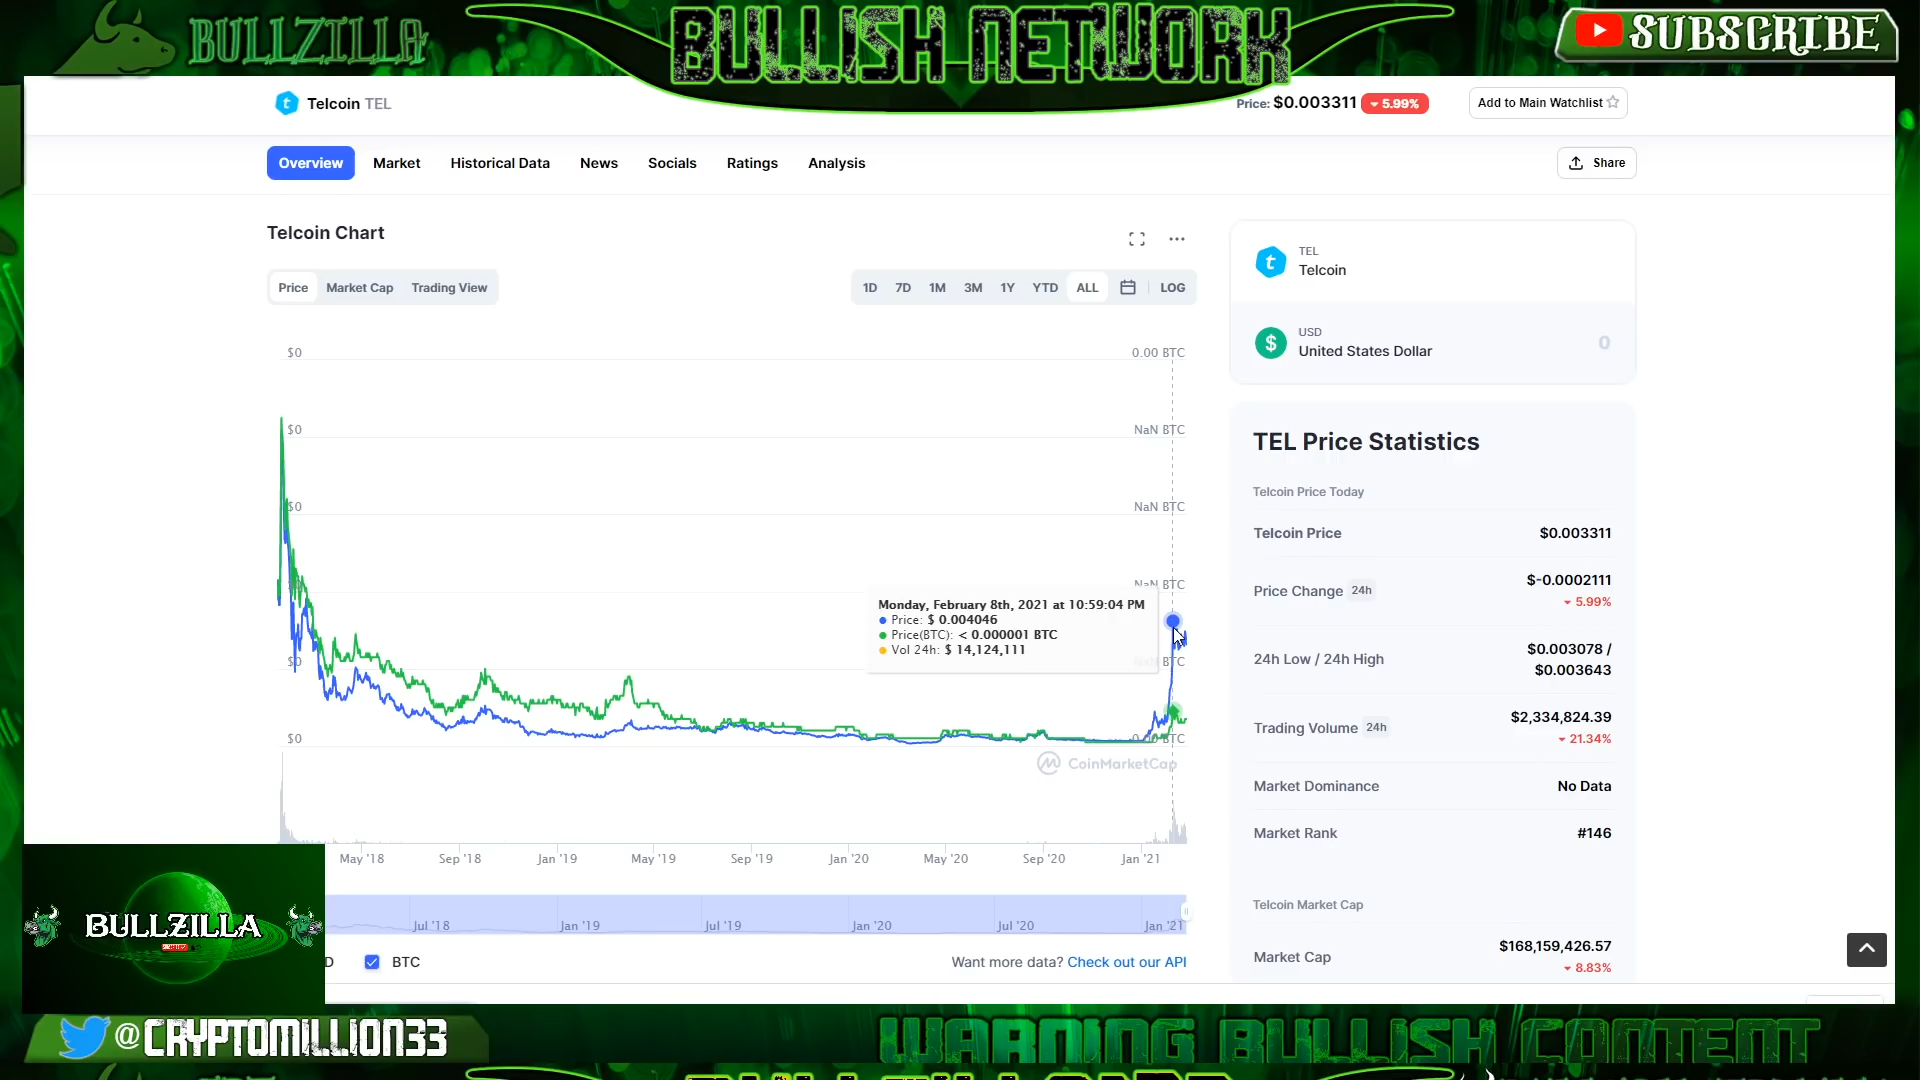 BULLZILLA
BULLISH NETWORK
SUBSCRIBE
Telcoin TEL
Price: $0.003311 5.99%
Add to Main Watchlist
Overview Market Historical Data News Socials Ratings Analysis
Share
Telcoin Chart
Price Market Cap Trading View
1D 7D 1M 3M 1Y YTD ALL LOG
$0 0.00 BTC
$0 NaN BTC
$0 NaN BTC
NaN BTC
Monday, February 8th, 2021 at 10:59:04 PM
Price: $ 0.004046
Price(BTC): < 0.000001 BTC
Vol 24h: $ 14,124,111
$0 NaN BTC
$0 0.00 BTC
CoinMarketCap
May '18 Sep '18 Jan '19 May '19 Sep '19 Jan '20 May '20 Sep '20 Jan '21
Jul '18 Jan '19 Jul '19 Jan '20 Jul '20 Jan '21
D BTC
Want more data? Check out our API
TEL
Telcoin
USD
United States Dollar
0
TEL Price Statistics
Telcoin Price Today
Telcoin Price $0.003311
Price Change 24h $-0.0002111
5.99%
24h Low / 24h High $0.003078 /
$0.003643
Trading Volume 24h $2,334,824.39
21.34%
Market Dominance No Data
Market Rank #146
Telcoin Market Cap
Market Cap $168,159,426.57
8.83%
BULLZILLA
@CRYPTOMILLION33
WARNING BULLISH CONTENT